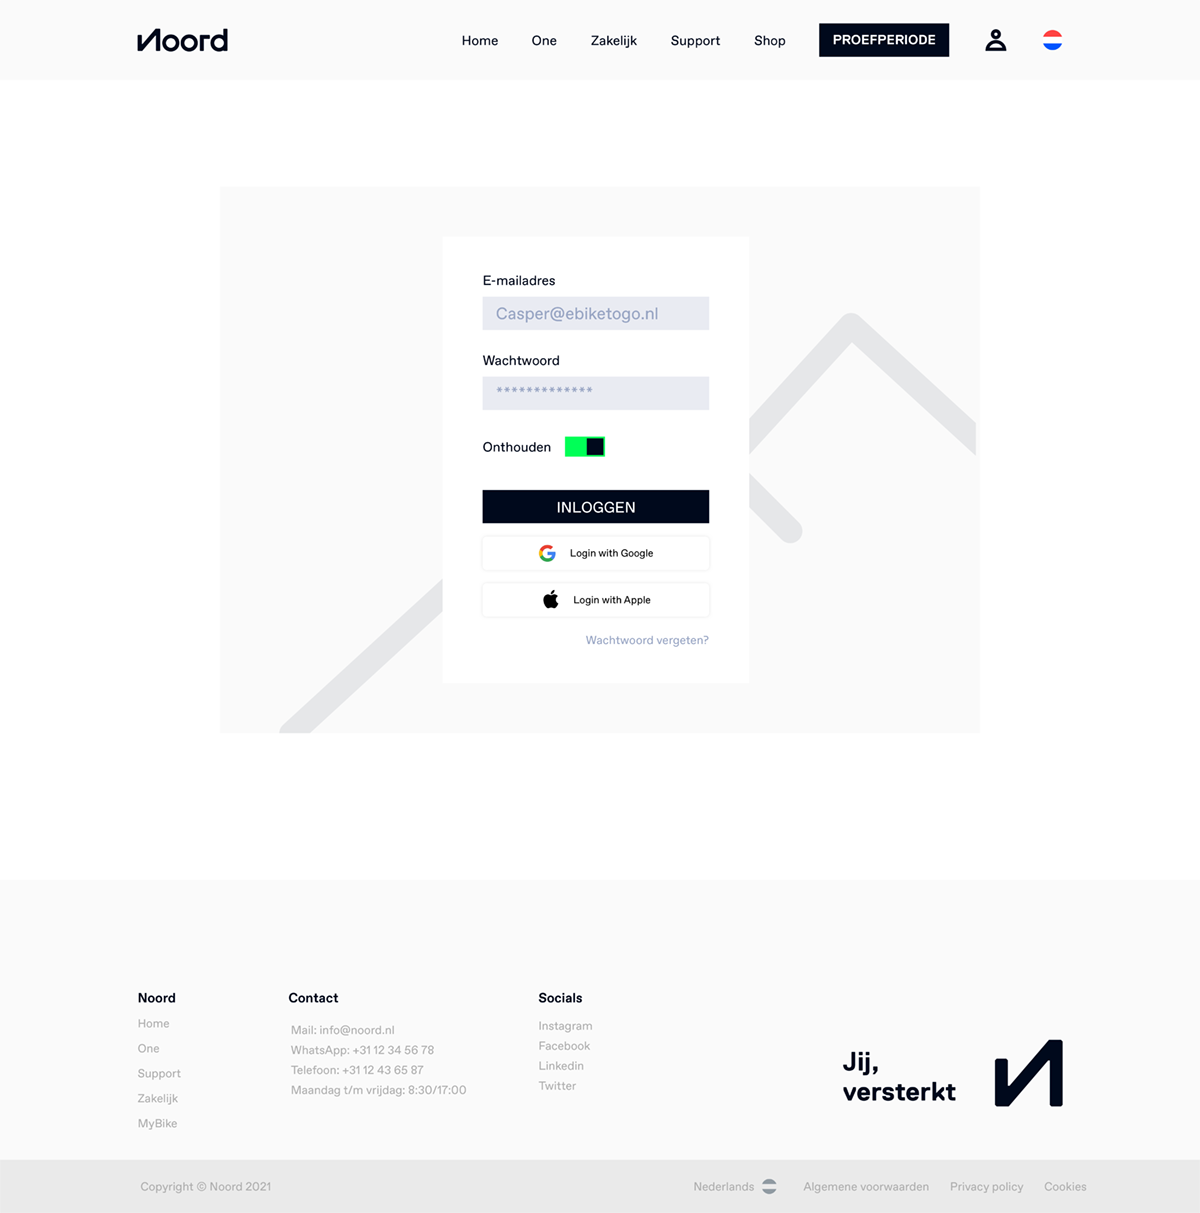 Noord
Home One Zakelijk Support Shop PROEFPERIODE
E-mailadres
Casper@ebiketogo.nl
Wachtwoord
*************
Onthouden
INLOGGEN
Login with Google
Login with Apple
Wachtwoord vergeten?
Noord
Home
One
Support
Zakelijk
MyBike
Contact
Mail: info@noord.nl
WhatsApp: +31 12 34 56 78
Telefoon: +31 12 43 65 87
Maandag t/m vrijdag: 8:30/17:00
Socials
Instagram
Facebook
Linkedin
Twitter
Jij,
versterkt
Copyright © Noord 2021
Nederlands Algemene voorwaarden Privacy policy Cookies